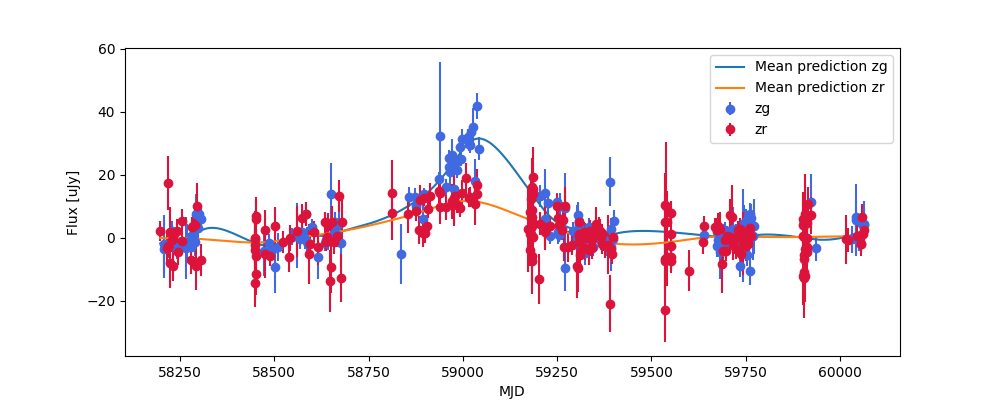 60
40
20
0
−20
Flux [uJy]
58250 58500 58750 59000 59250 59500 59750 60000
MJD
Mean prediction zg
Mean prediction zr
zg
zr